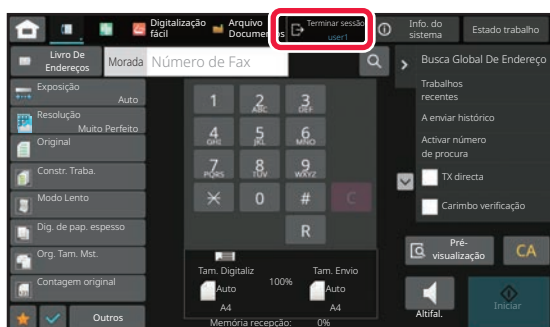 Digitalização fácil
Arquivo Documentos
Terminar sessão
user1
Info. do sistema
Estado trabalho
Livro De Endereços
Morada
Número de Fax
Busca Global De Endereço
Exposição
Auto
Resolução
Muito Perfeito
Original
Constr. Traba.
Modo Lento
Dig. de pap. espesso
Org. Tam. Mst.
Contagem original
Outros
1
2
ABC
3
DEF
4
GHI
5
JKL
6
MNO
7
PQRS
8
TUV
9
WXYZ
0
#
C
R
Tam. Digitaliz
Auto
A4
100%
Tam. Envio
Auto
A4
Memória recepção: 0%
Trabalhos recentes
A enviar histórico
Activar número de procura
TX directa
Carimbo verificação
Pré-visualização
CA
Altifal.
Iniciar